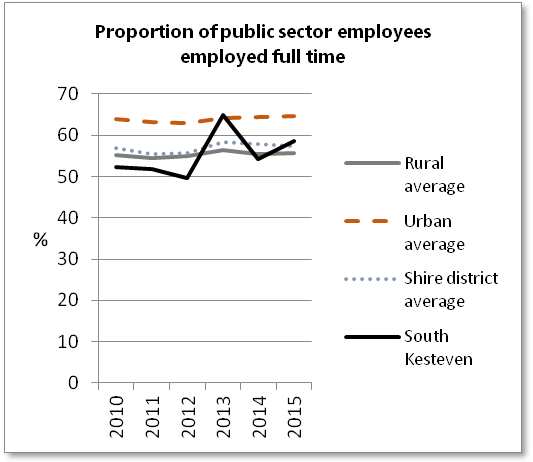 Proportion of public sector employees
employed full time
70
60
50
40
30
20
10
0
%
2010
2011
2012
2013
2014
2015
Rural
average
Urban
average
Shire district
average
South
Kesteven